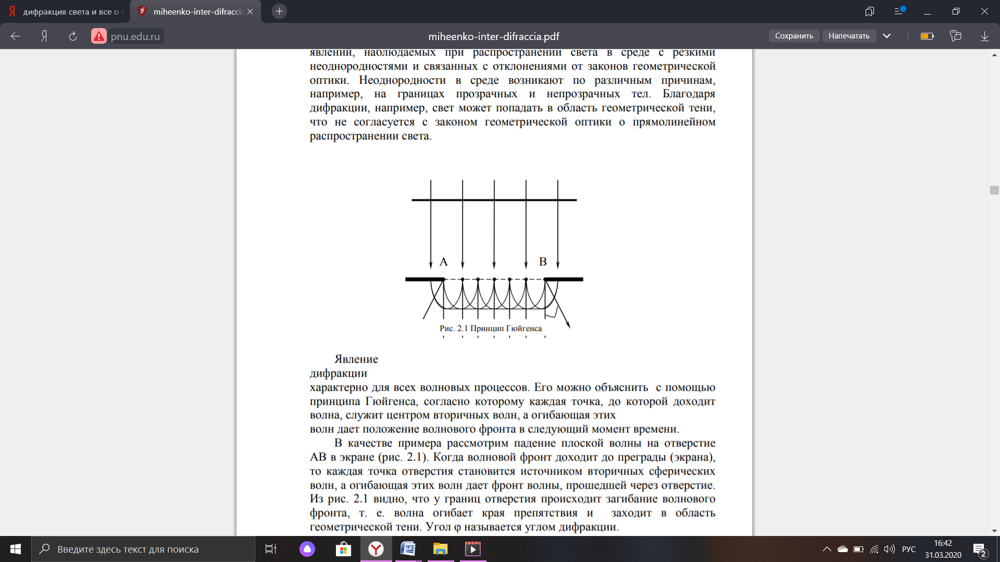 дифракция света и все о
miheenko-inter-difraccia
pnu.edu.ru
miheenko-inter-difraccia.pdf
Сохранить
Напечатать
явлений, наблюдаемых при распространении света в среде с резкими
неоднородностями и связанных с отклонениями от законов геометрической
оптики. Неоднородности в среде возникают по различным причинам,
например, на границах прозрачных и непрозрачных тел. Благодаря
дифракции, например, свет может попадать в область геометрической тени,
что не согласуется с законом геометрической оптики о прямолинейном
распространении света.
А В
Рис. 2.1 Принцип Гюйгенса
Явление
дифракции
характерно для всех волновых процессов. Его можно объяснить с помощью
принципа Гюйгенса, согласно которому каждая точка, до которой доходит
волна, служит центром вторичных волн, а огибающая этих
волн дает положение волнового фронта в следующий момент времени.
В качестве примера рассмотрим падение плоской волны на отверстие
АВ в экране (рис. 2.1). Когда волновой фронт доходит до преграды (экрана),
то каждая точка отверстия становится источником вторичных сферических
волн, а огибающая этих волн дает фронт волны, прошедшей через отверстие.
Из рис. 2.1 видно, что у границ отверстия происходит загибание волнового
фронта, т. е. волна огибает края препятствия и заходит в область
геометрической тени. Угол φ называется углом дифракции.
Введите здесь текст для поиска
РУС
16:42
31.03.2020
2